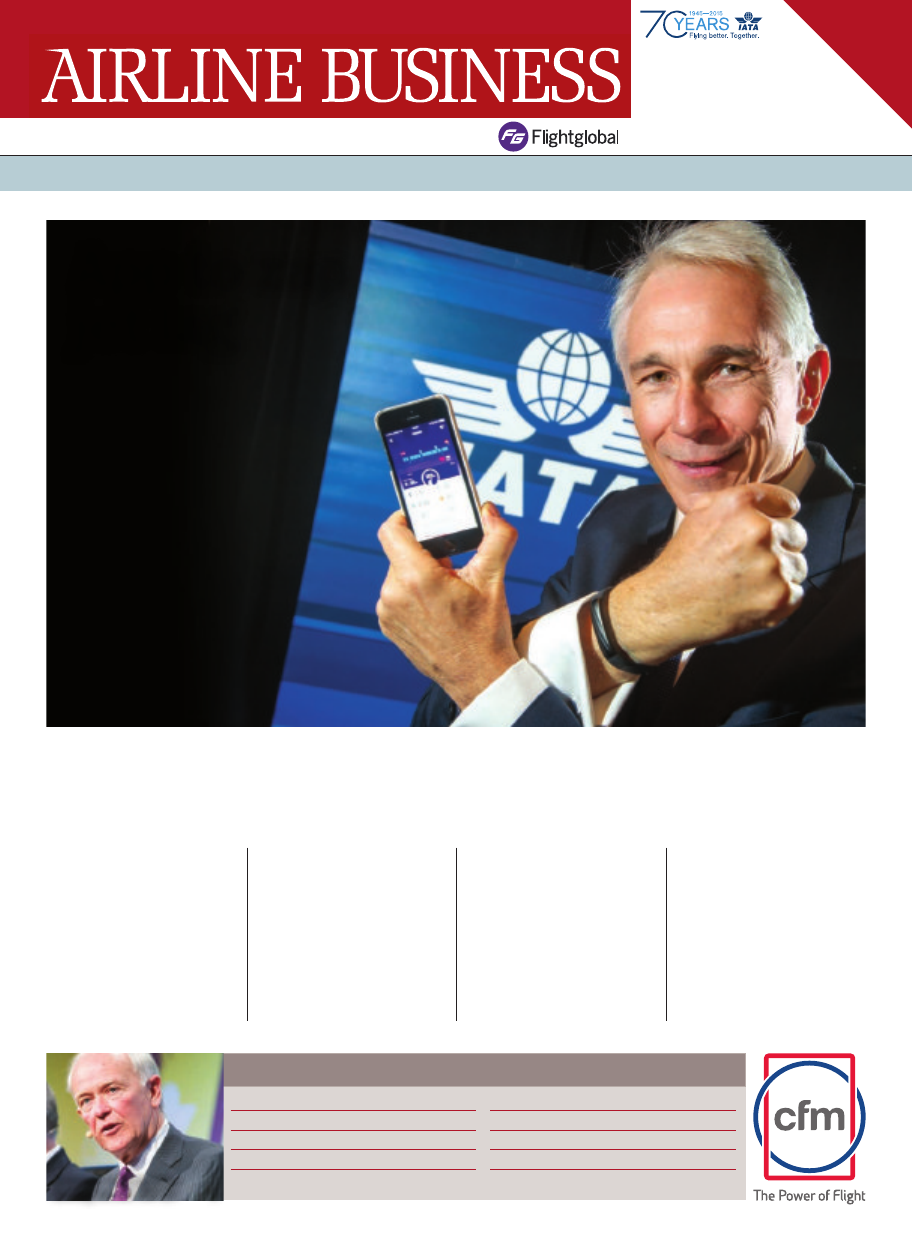 1945—2015
70 YEARS
IATA
Flying better. Together.
AIRLINE BUSINESS
FG Flightglobal
IATA
cfm
The Power of Flight